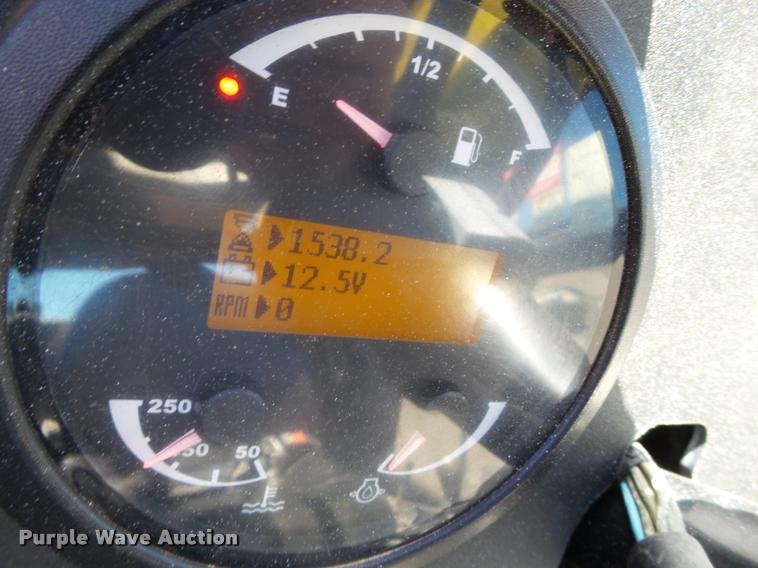 1/2
E
F
1538.2
12.5V
RPM 0
250
50
Purple Wave Auction